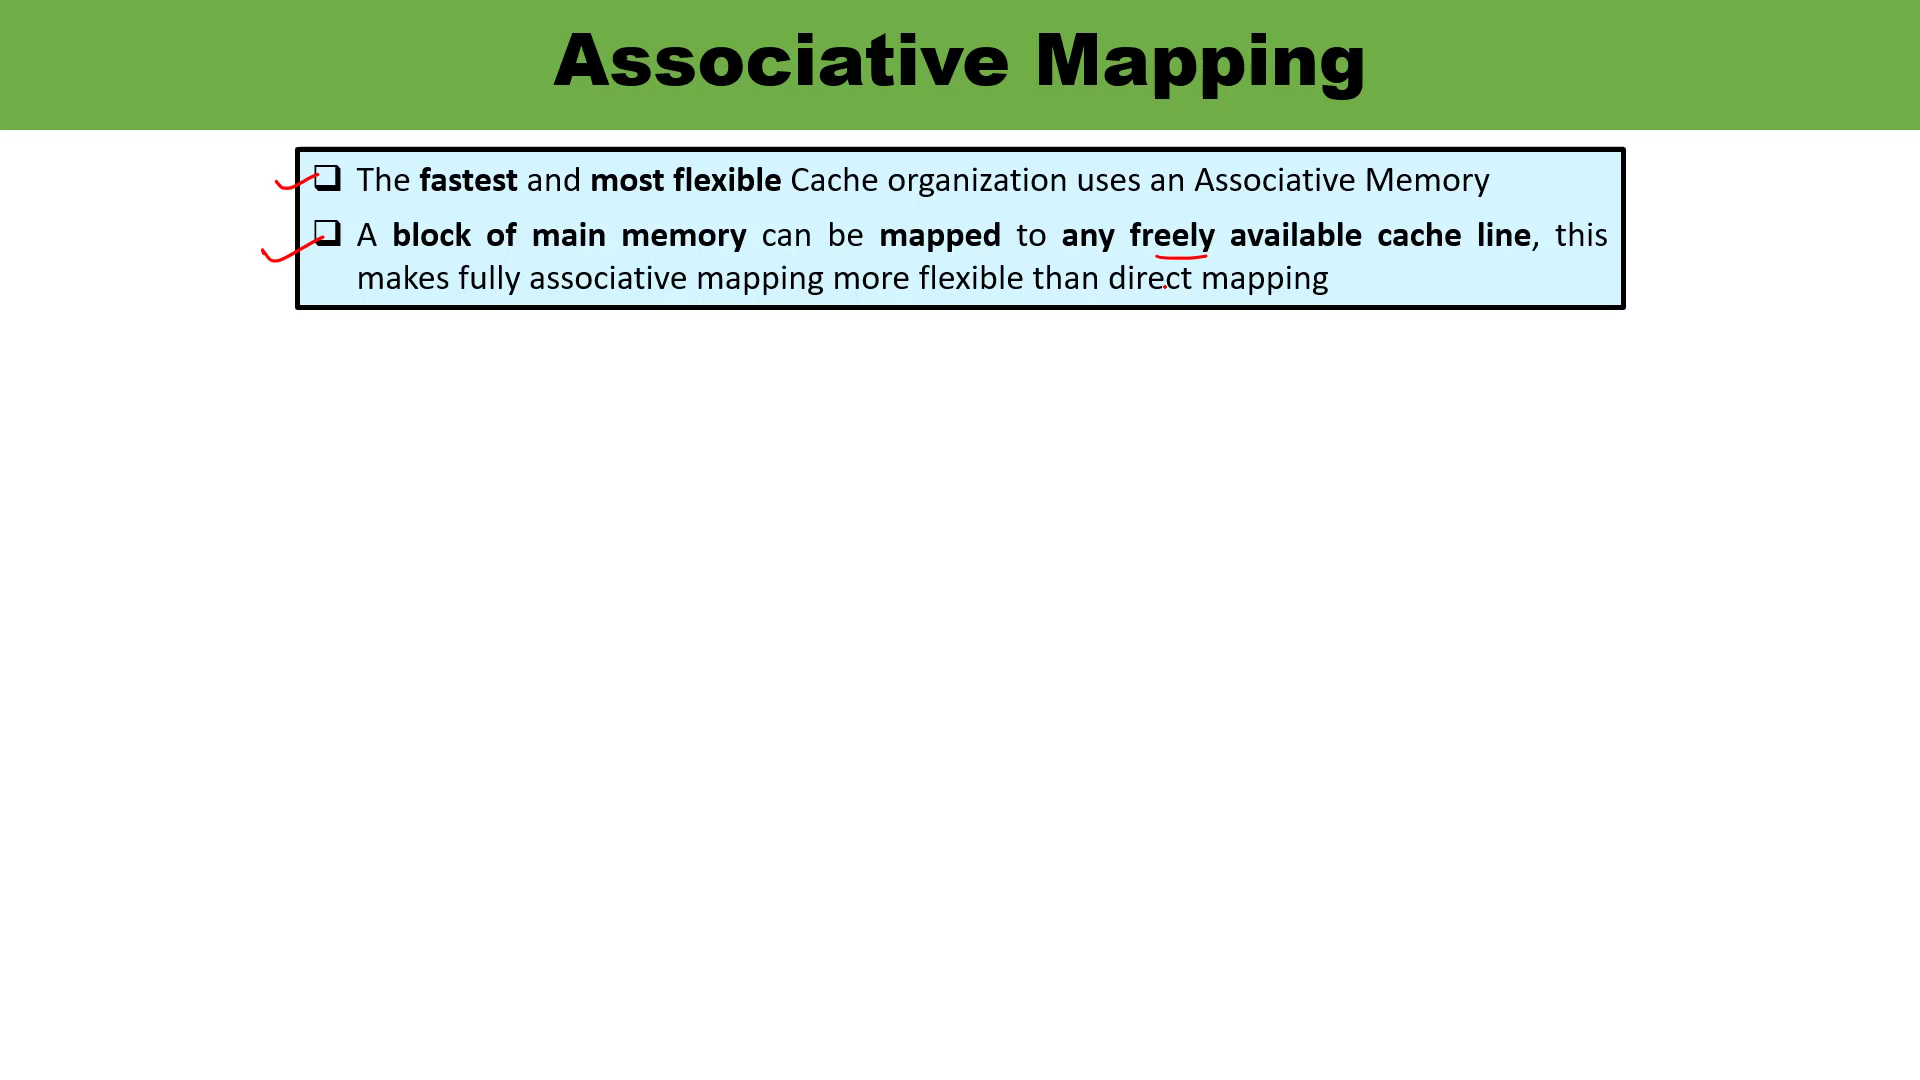 Associative Mapping
❑ The fastest and most flexible Cache organization uses an Associative Memory
❑ A block of main memory can be mapped to any freely available cache line, this
makes fully associative mapping more flexible than direct mapping